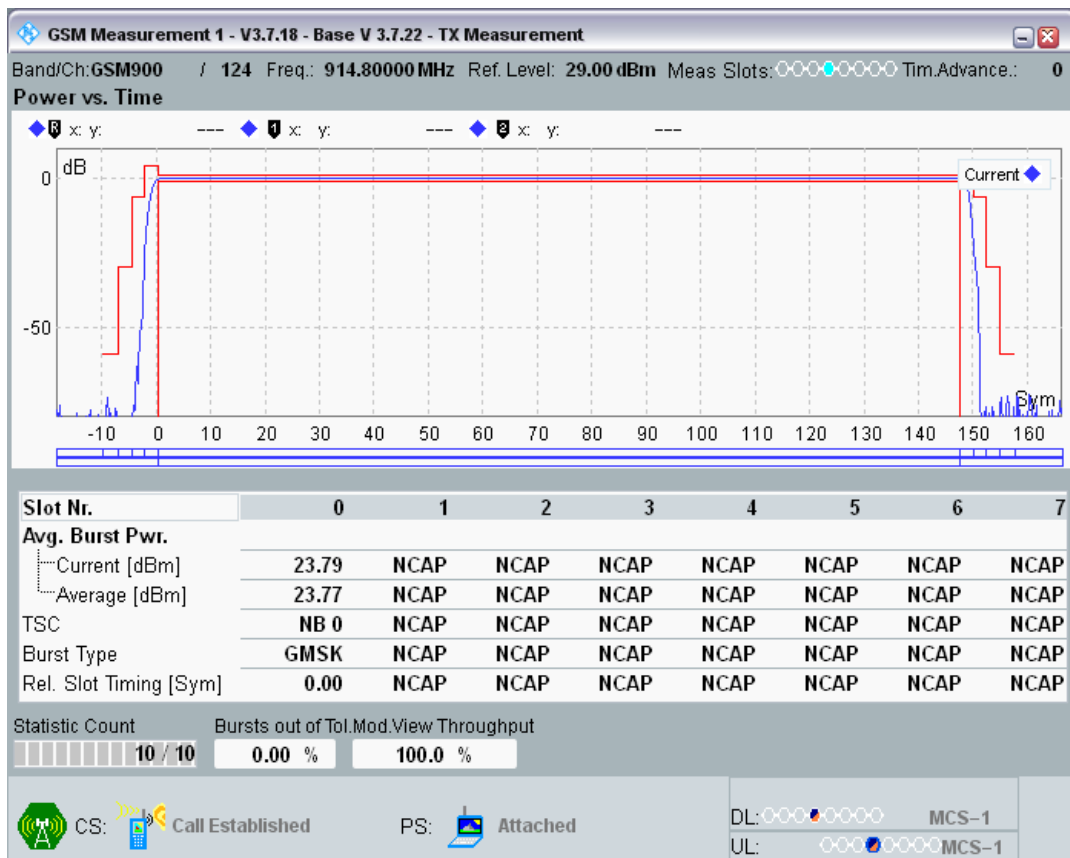 GSM Measurement 1 - V3.7.18 - Base V 3.7.22 - TX Measurement
Band/Ch:GSM900 / 124 Freq.: 914.80000 MHz Ref. Level: 29.00 dBm Meas Slots: Tim.Advance.: 0
Power vs. Time
R x: y: --- 1 x: y: --- 2 x: y: ---
dB
Current
0
-50
Sym
-10 0 10 20 30 40 50 60 70 80 90 100 110 120 130 140 150 160
Slot Nr. 0 1 2 3 4 5 6 7
Avg. Burst Pwr.
Current [dBm] 23.79 NCAP NCAP NCAP NCAP NCAP NCAP NCAP
Average [dBm] 23.77 NCAP NCAP NCAP NCAP NCAP NCAP NCAP
TSC NB 0 NCAP NCAP NCAP NCAP NCAP NCAP NCAP
Burst Type GMSK NCAP NCAP NCAP NCAP NCAP NCAP NCAP
Rel. Slot Timing [Sym] 0.00 NCAP NCAP NCAP NCAP NCAP NCAP NCAP
Statistic Count Bursts out of Tol.Mod.View Throughput
10 / 10 0.00 % 100.0 %
CS: Call Established PS: Attached
DL: MCS-1
UL: MCS-1